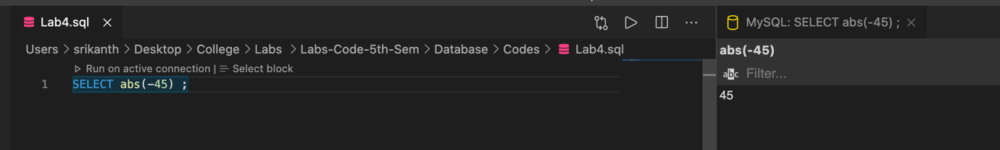 Lab4.sql
Users > srikanth > Desktop > College > Labs > Labs-Code-5th-Sem > Database > Codes > Lab4.sql
Run on active connection | Select block
1 SELECT abs(-45) ;
MySQL: SELECT abs(-45) ;
abs(-45)
abc Filter...
45